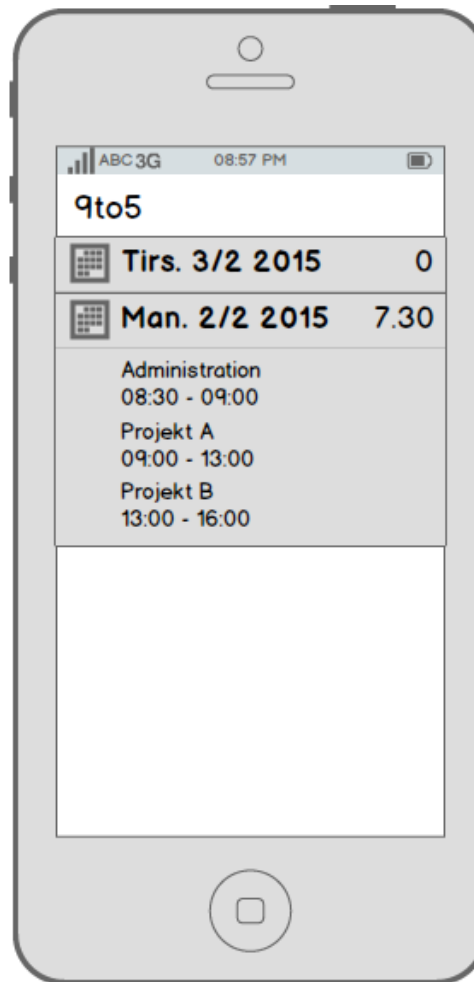 ABC 3G 08:57 PM
9to5
Tirs. 3/2 2015 0
Man. 2/2 2015 7.30
Administration
08:30 - 09:00
Projekt A
09:00 - 13:00
Projekt B
13:00 - 16:00